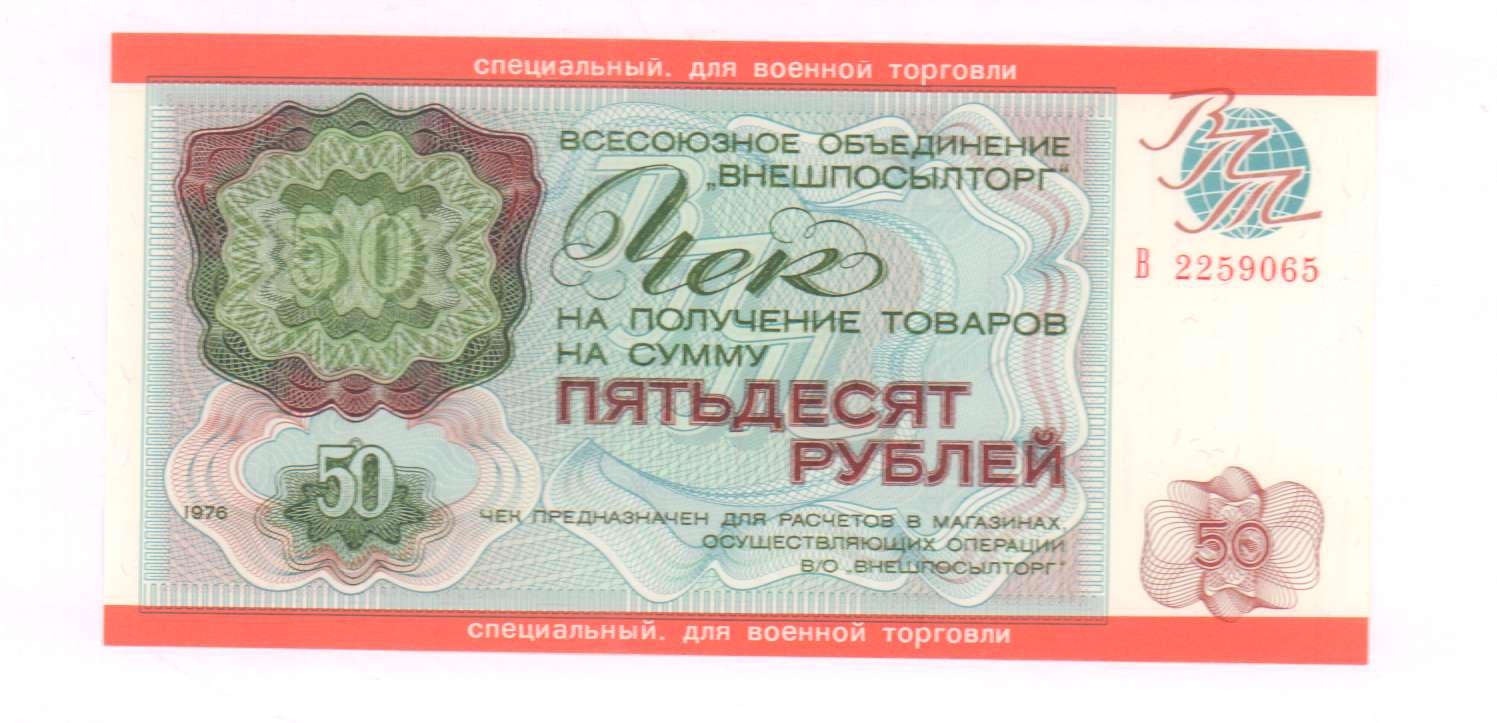 специальный. для военной торговли
ВСЕСОЮЗНОЕ ОБЪЕДИНЕНИЕ
„ВНЕШПОСЫЛТОРГ"
ВПТ
Чек
В 2259065
50
НА ПОЛУЧЕНИЕ ТОВАРОВ
НА СУММУ
ПЯТЬДЕСЯТ
РУБЛЕЙ
50
1976
ЧЕК ПРЕДНАЗНАЧЕН ДЛЯ РАСЧЕТОВ В МАГАЗИНАХ,
ОСУЩЕСТВЛЯЮЩИХ ОПЕРАЦИИ
В/О „ВНЕШПОСЫЛТОРГ"
50
специальный. для военной торговли